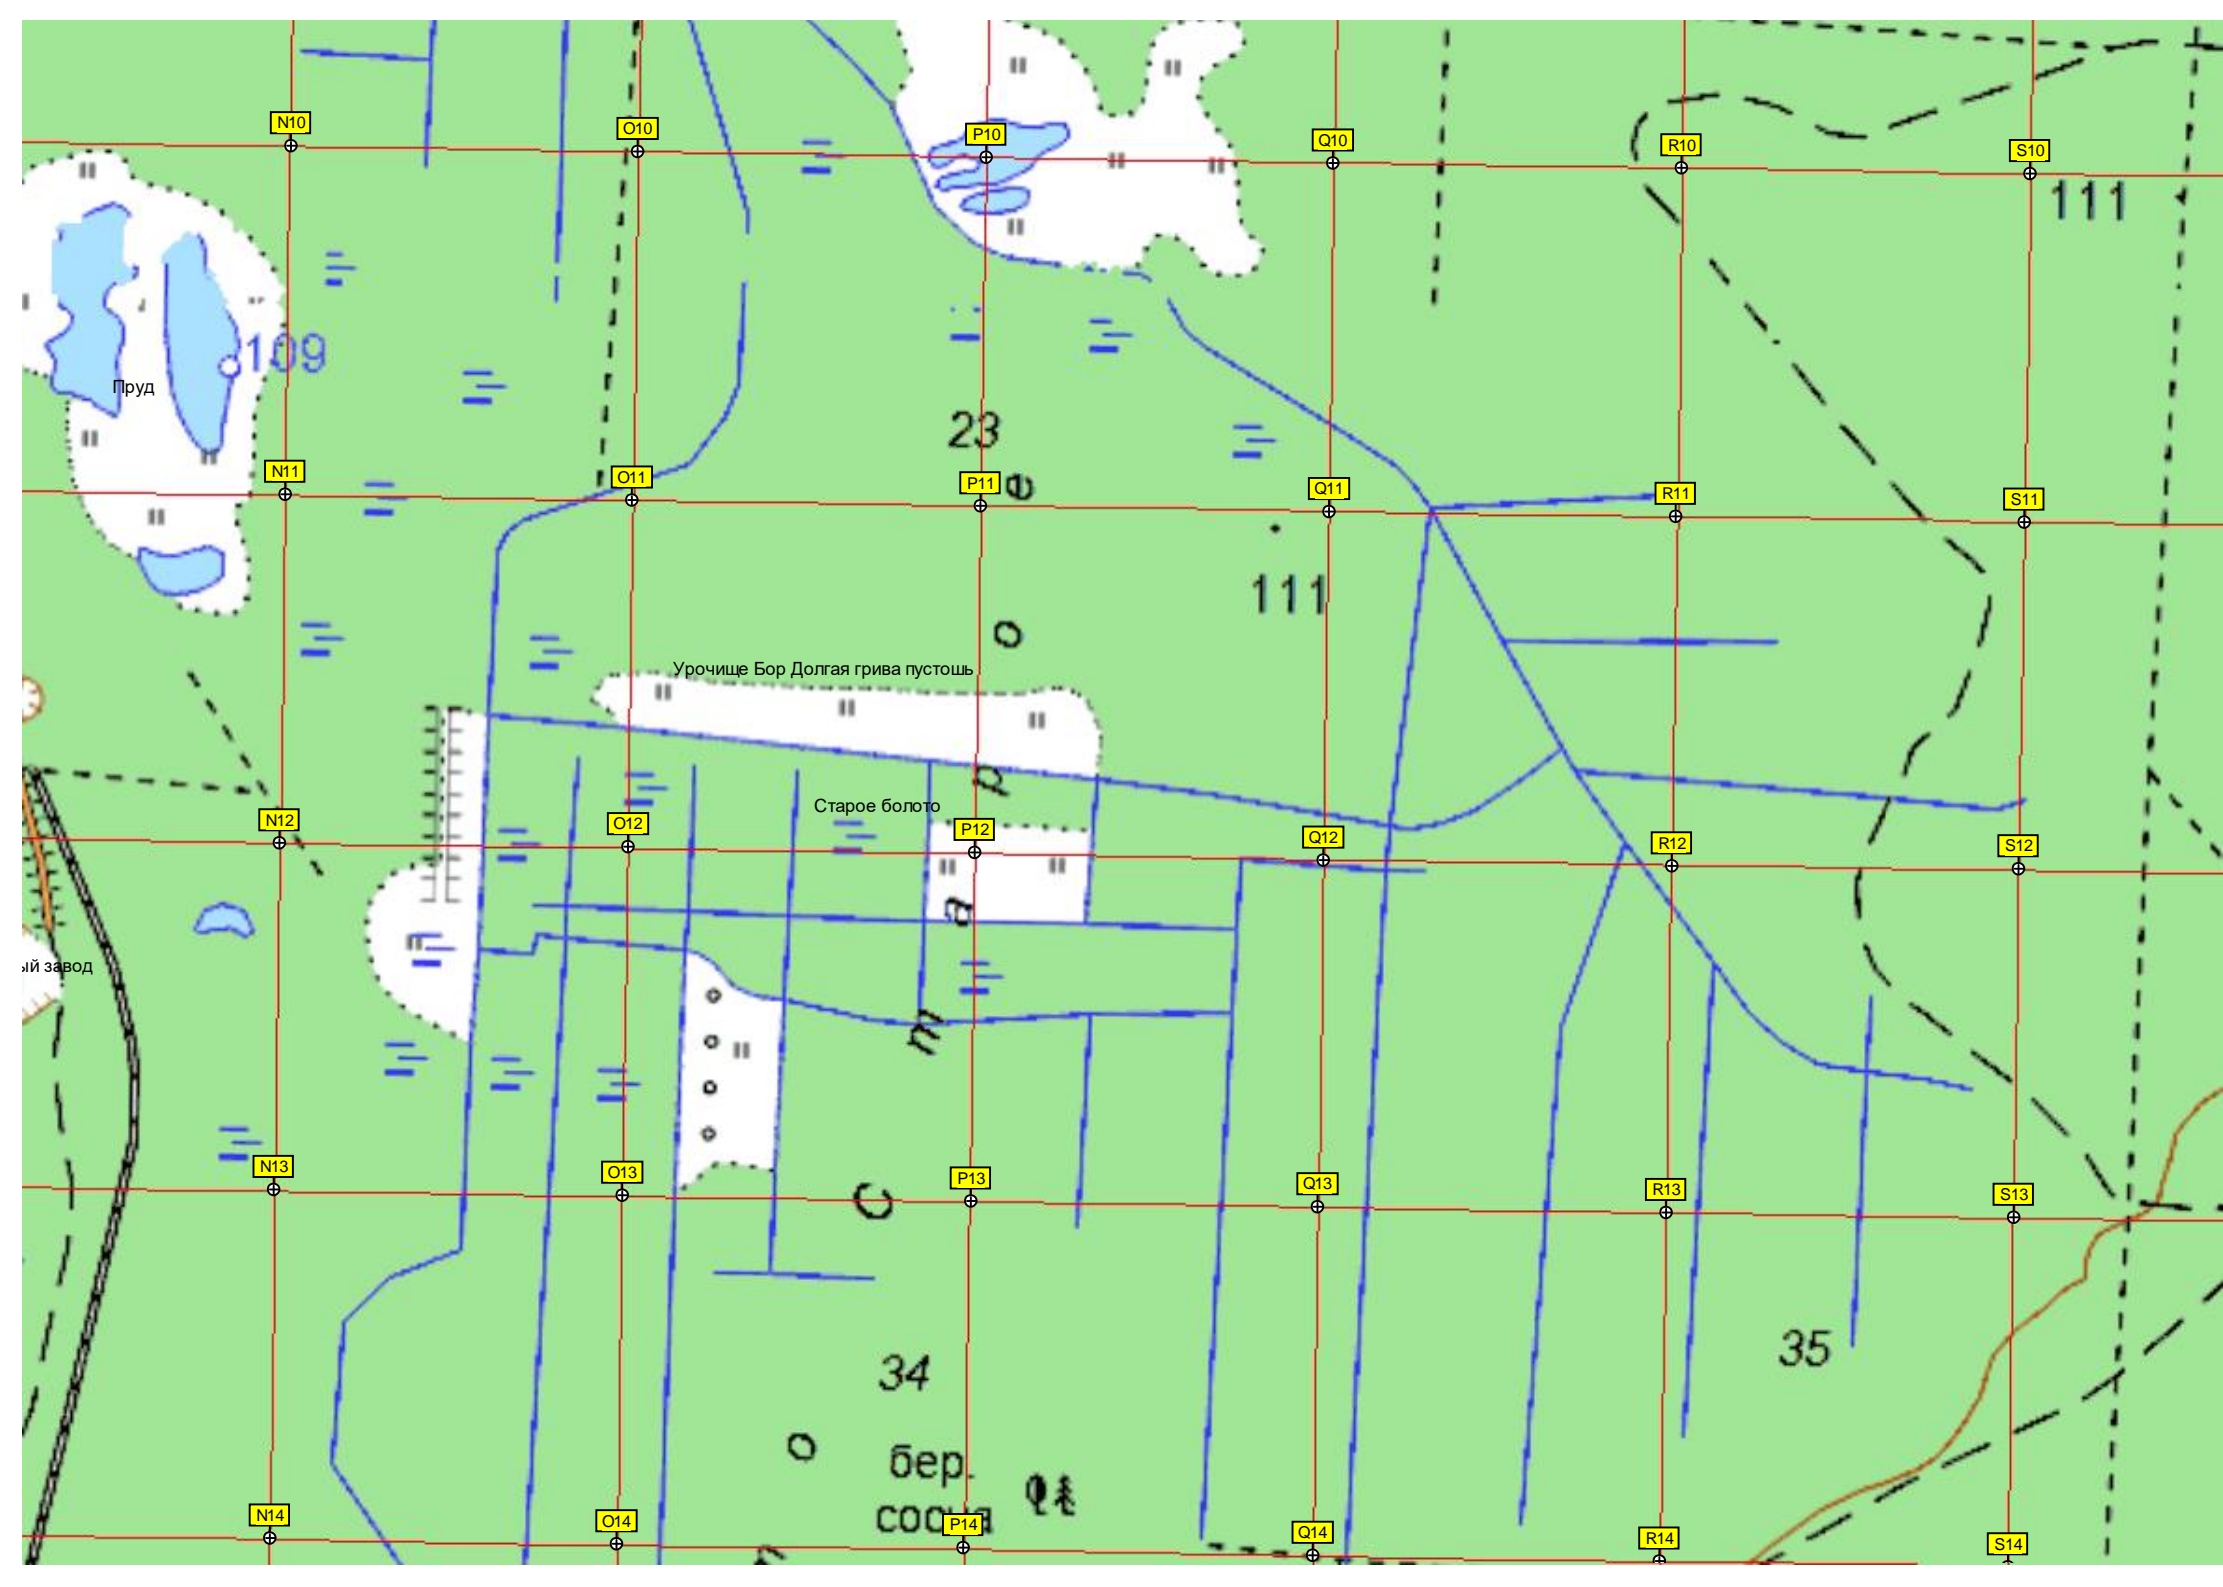 N10
O10
P10
Q10
R10
S10
111
109
Пруд
23
N11
O11
P11
е
Q11
R11
S11
111
о
Урочище Бор Долгая грива пустошь
р
Старое болото
N12
O12
P12
Q12
R12
S12
а
ый завод
т
N13
O13
P13
Q13
R13
S13
С
35
34
о
бер.
сосна
N14
O14
P14
Q14
R14
S14
п